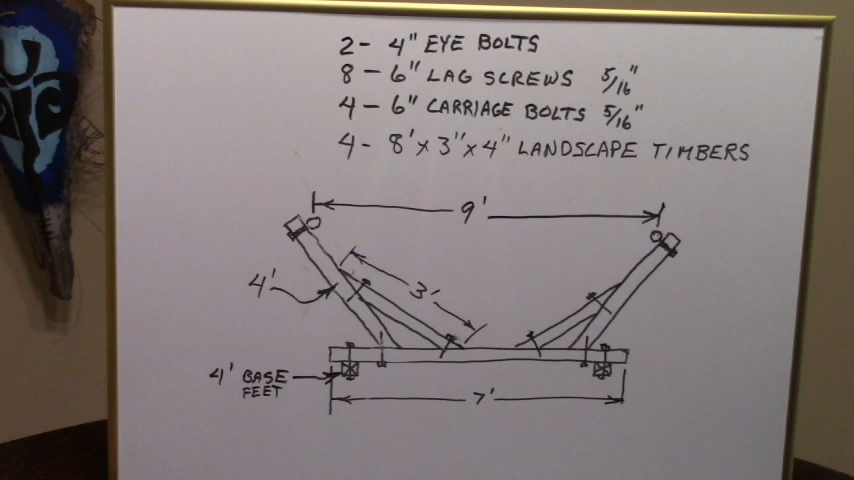 2- 4" EYE BOLTS
8 - 6" LAG SCREWS 5/16"
4 - 6" CARRIAGE BOLTS 5/16"
4- 8' x 3" x 4" LANDSCAPE TIMBERS
9'
4'
3'
4' BASE
FEET
7'